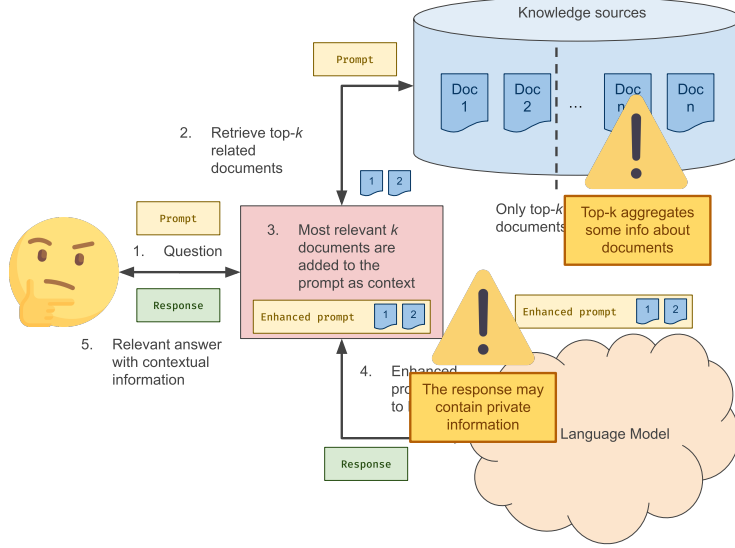 Knowledge sources
Prompt
Doc
1
Doc
2
...
Doc
n
Doc
n
2. Retrieve top-k
related
documents
1 2
Only top-k
documents
Top-k aggregates
some info about
documents
Prompt
1. Question
Response
5. Relevant answer
with contextual
information
3. Most relevant k
documents are
added to the
prompt as context
Enhanced prompt 1 2
Enhanced prompt 1 2
4. Enhanced
to
The response may
contain private
information
Response
Language Model